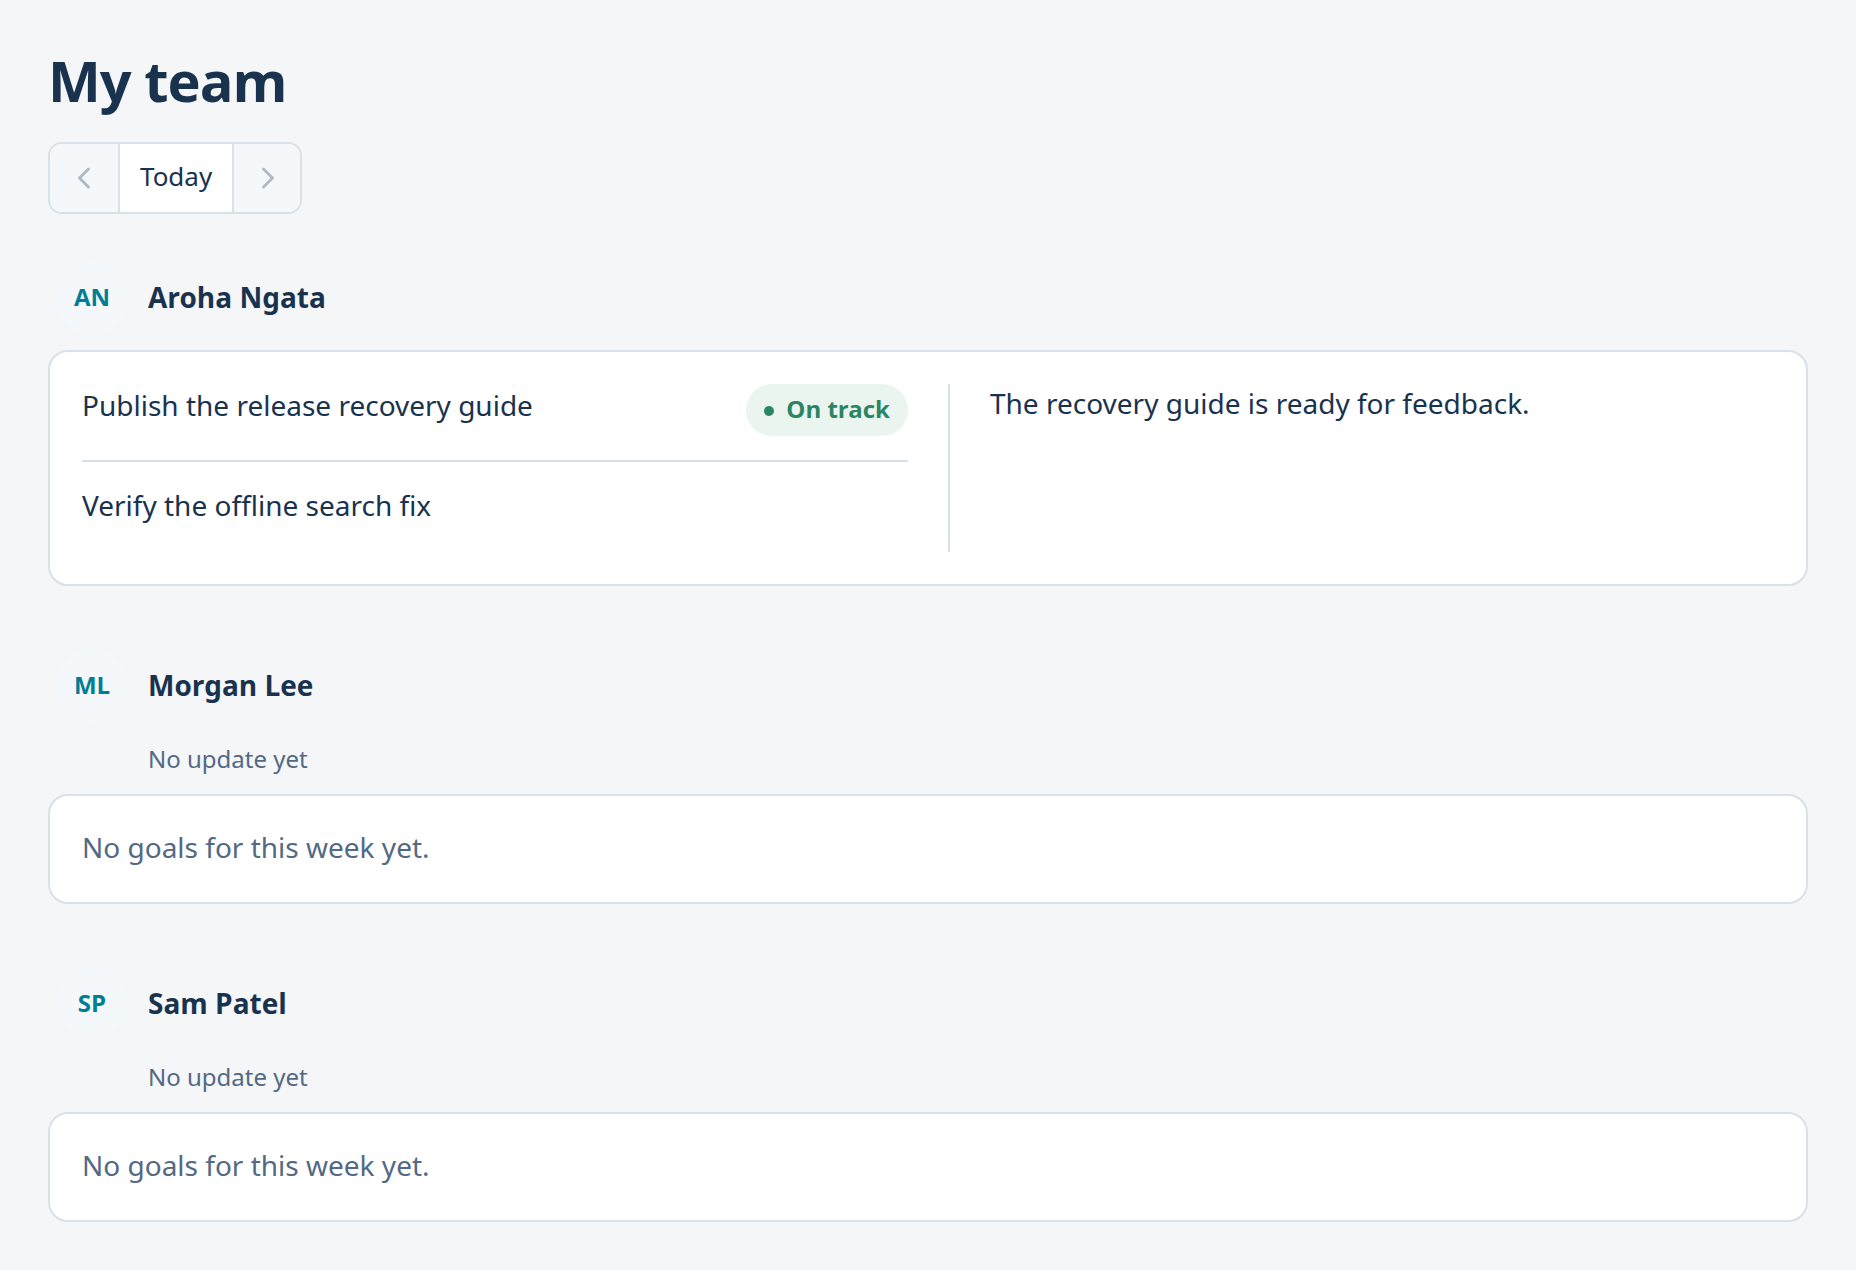 My team
Today
AN
Aroha Ngata
Publish the release recovery guide
On track
The recovery guide is ready for feedback.
Verify the offline search fix
ML
Morgan Lee
No update yet
No goals for this week yet.
SP
Sam Patel
No update yet
No goals for this week yet.